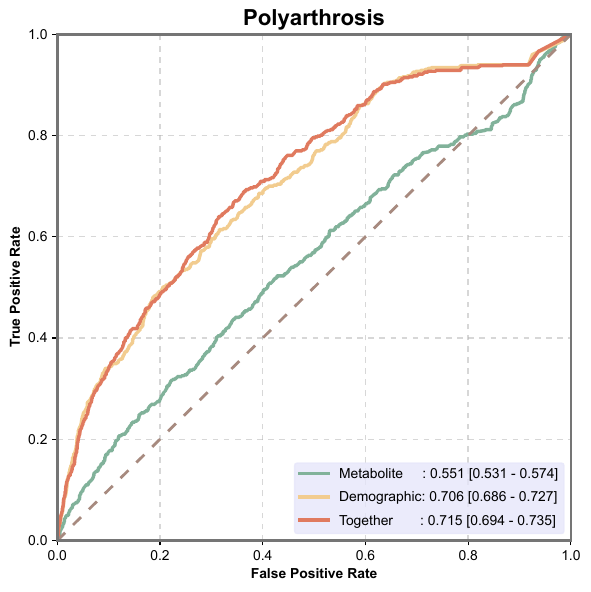 Polyarthrosis
1.0
0.8
0.6
0.4
0.2
0.0
True Positive Rate
Metabolite : 0.551 [0.531 - 0.574]
Demographic: 0.706 [0.686 - 0.727]
Together : 0.715 [0.694 - 0.735]
0.0 0.2 0.4 0.6 0.8 1.0
False Positive Rate